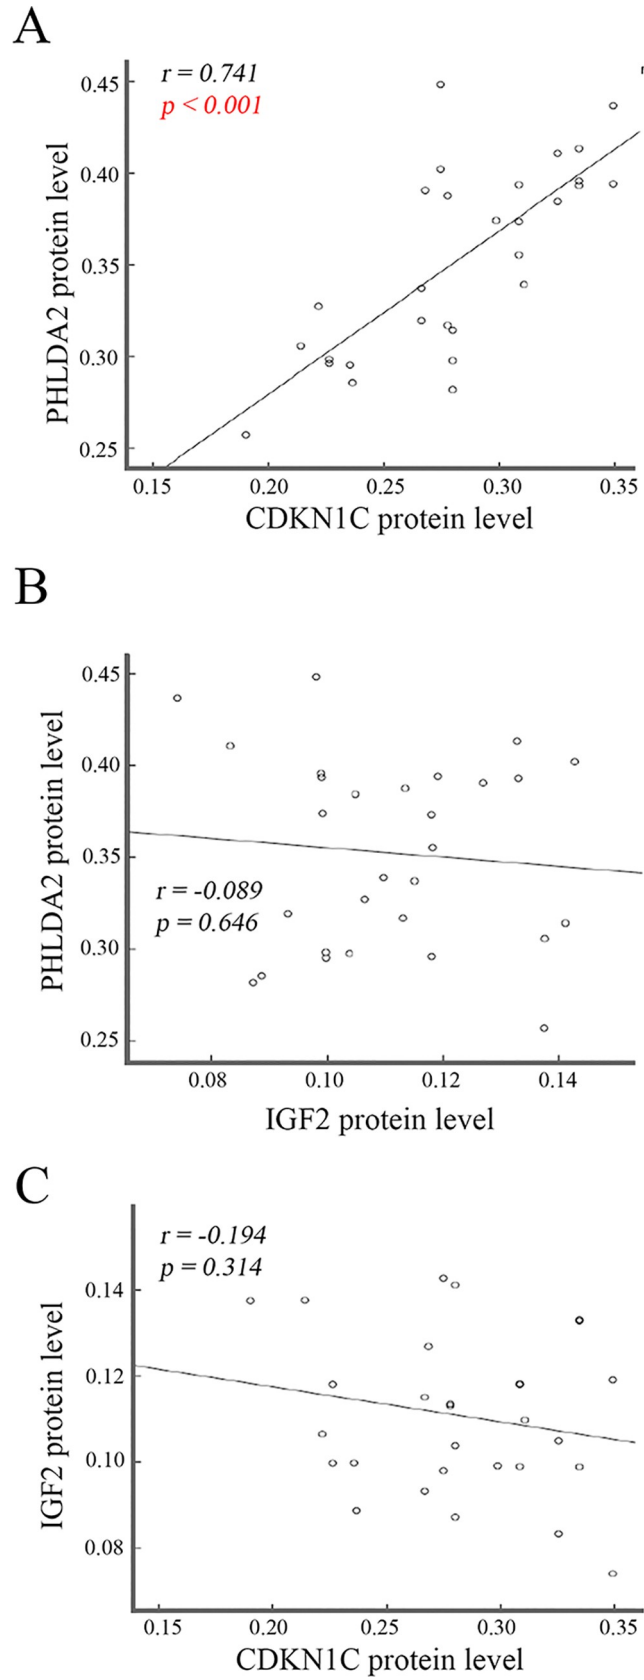 A
r = 0.741
p < 0.001
0.45
0.40
0.35
0.30
0.25
PHLDA2 protein level
0.15 0.20 0.25 0.30 0.35
CDKN1C protein level
B
0.45
0.40
0.35
0.30
0.25
PHLDA2 protein level
r = -0.089
p = 0.646
0.08 0.10 0.12 0.14
IGF2 protein level
C
r = -0.194
p = 0.314
0.14
0.12
0.10
0.08
IGF2 protein level
0.15 0.20 0.25 0.30 0.35
CDKN1C protein level